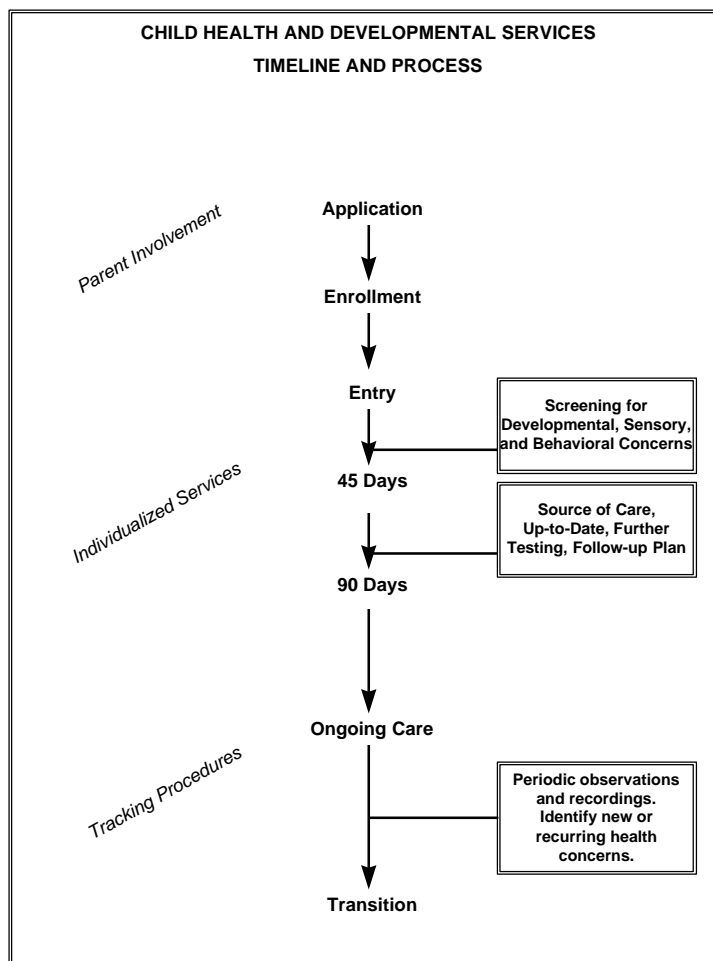 CHILD HEALTH AND DEVELOPMENTAL SERVICES
TIMELINE AND PROCESS
Parent Involvement
Application
Enrollment
Entry
Screening for
Developmental, Sensory,
and Behavioral Concerns
Individualized Services
45 Days
Source of Care,
Up-to-Date, Further
Testing, Follow-up Plan
90 Days
Tracking Procedures
Ongoing Care
Periodic observations
and recordings.
Identify new or
recurring health
concerns.
Transition